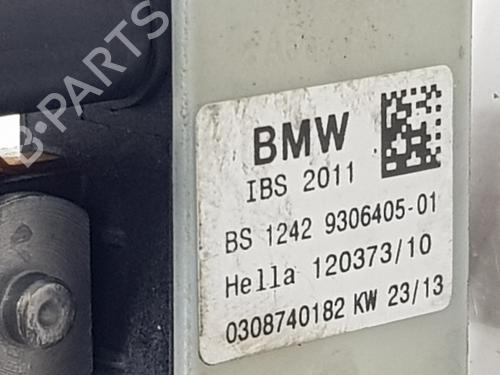 B-PARTS
BMW
IBS 2011
BS 1242 9306405-01
Hella 120373/10
0308740182 KW 23/13